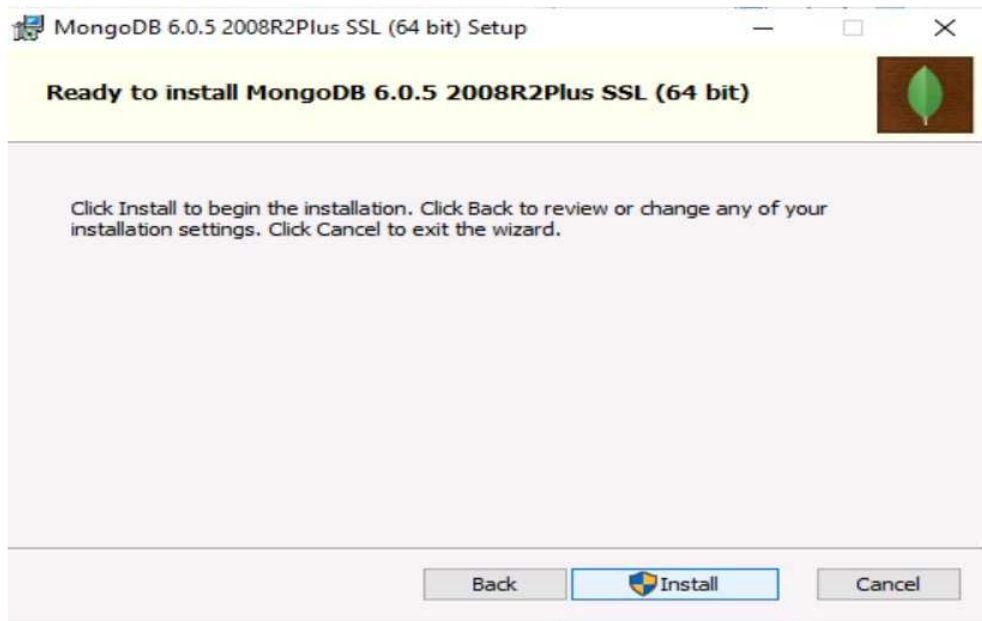 MongoDB 6.0.5 2008R2Plus SSL (64 bit) Setup
Ready to install MongoDB 6.0.5 2008R2Plus SSL (64 bit)
Click Install to begin the installation. Click Back to review or change any of your
installation settings. Click Cancel to exit the wizard.
Back Install Cancel